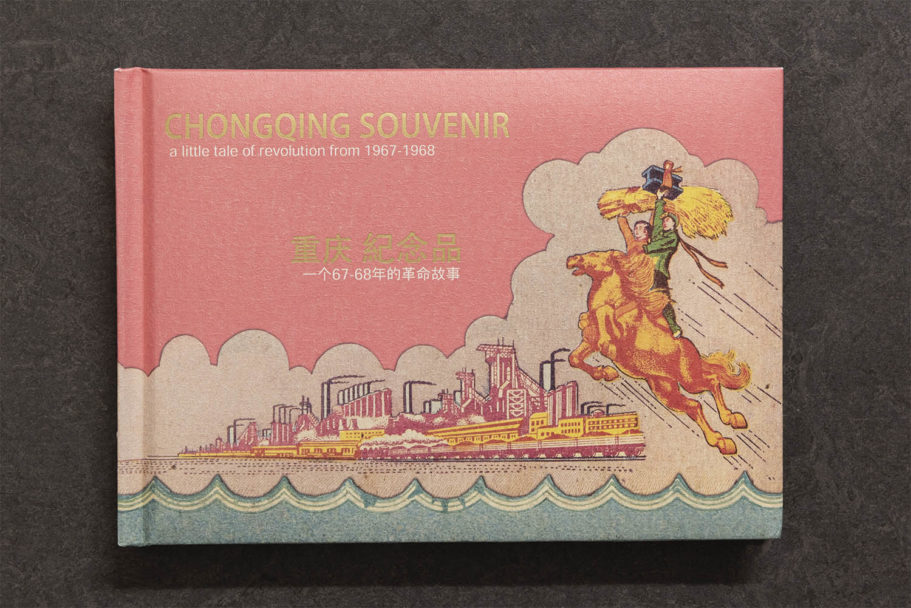 CHONGQING SOUVENIR
a little tale of revolution from 1967-1968
重庆 紀念品
一个67-68年的革命故事